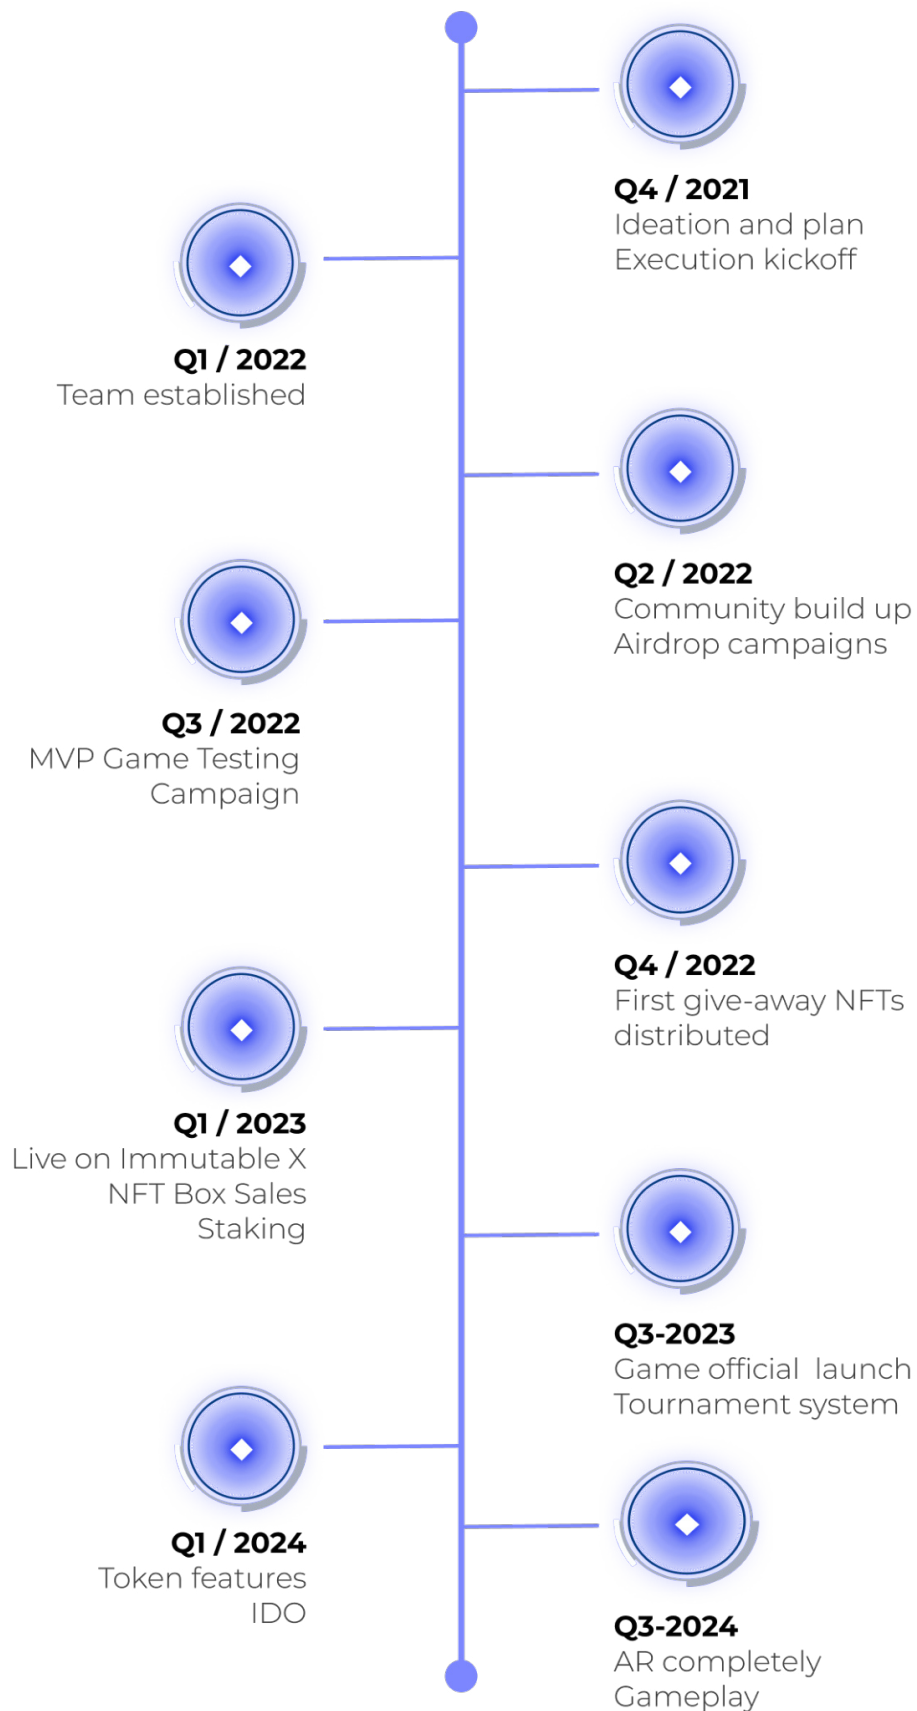 Q4 / 2021
Ideation and plan
Execution kickoff
Q1 / 2022
Team established
Q2 / 2022
Community build up
Airdrop campaigns
Q3 / 2022
MVP Game Testing
Campaign
Q4 / 2022
First give-away NFTs
distributed
Q1 / 2023
Live on Immutable X
NFT Box Sales
Staking
Q3-2023
Game official  launch
Tournament system
Q1 / 2024
Token features
IDO
Q3-2024
AR completely
Gameplay